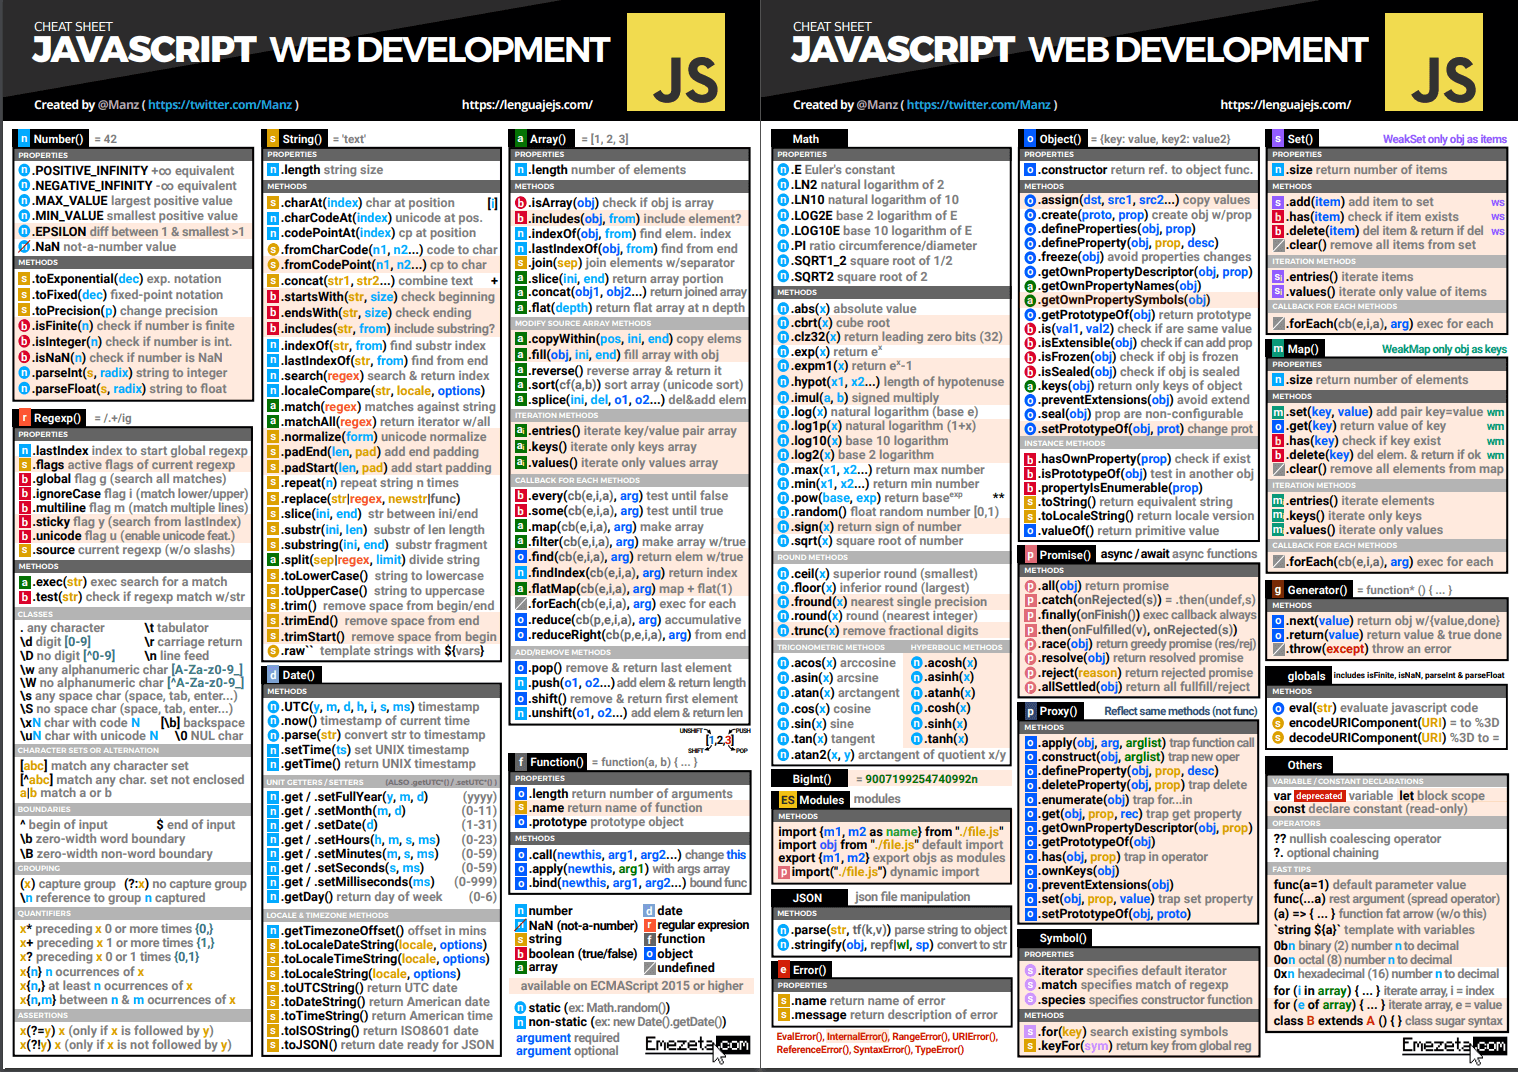 CHEAT SHEET
JAVASCRIPT WEB DEVELOPMENT
JS
Created by @Manz ( https://twitter.com/Manz )
https://lenguajejs.com/
n Number() = 42
PROPERTIES
n .POSITIVE_INFINITY +∞ equivalent
n .NEGATIVE_INFINITY -∞ equivalent
n .MAX_VALUE largest positive value
n .MIN_VALUE smallest positive value
n .EPSILON diff between 1 & smallest >1
n .NaN not-a-number value
METHODS
s .toExponential(dec) exp. notation
s .toFixed(dec) fixed-point notation
s .toPrecision(p) change precision
b .isFinite(n) check if number is finite
b .isInteger(n) check if number is int.
b .isNaN(n) check if number is NaN
n .parseInt(s, radix) string to integer
n .parseFloat(s, radix) string to float
r Regexp() = /.+/ig
PROPERTIES
n .lastIndex index to start global regexp
s .flags active flags of current regexp
b .global flag g (search all matches)
b .ignoreCase flag i (match lower/upper)
b .multiline flag m (match multiple lines)
b .sticky flag y (search from lastIndex)
b .unicode flag u (enable unicode feat.)
s .source current regexp (w/o slashs)
METHODS
a .exec(str) exec search for a match
b .test(str) check if regexp match w/str
CLASSES
. any character \t tabulator
\d digit [0-9] \r carriage return
\D no digit [^0-9] \n line feed
\w any alphanumeric char [A-Za-z0-9_]
\W no alphanumeric char [^A-Za-z0-9_]
\s any space char (space, tab, enter...)
\S no space char (space, tab, enter...)
\xN char with code N [\b] backspace
\uN char with unicode N \0 NUL char
CHARACTER SETS OR ALTERNATION
[abc] match any character set
[^abc] match any char. set not enclosed
a|b match a or b
BOUNDARIES
^ begin of input $ end of input
\b zero-width word boundary
\B zero-width non-word boundary
GROUPING
(x) capture group (?:x) no capture group
\n reference to group n captured
QUANTIFIERS
x* preceding x 0 or more times {0,}
x+ preceding x 1 or more times {1,}
x? preceding x 0 or 1 times {0,1}
x{n} n ocurrences of x
x{n,} at least n ocurrences of x
x{n,m} between n & m ocurrences of x
ASSERTIONS
x(?=y) x (only if x is followed by y)
x(?!y) x (only if x is not followed by y)
s String() = 'text'
PROPERTIES
n .length string size
METHODS
s .charAt(index) char at position [i]
n .charCodeAt(index) unicode at pos.
n .codePointAt(index) cp at position
s .fromCharCode(n1, n2...) code to char
s .fromCodePoint(n1, n2...) cp to char
s .concat(str1, str2...) combine text +
b .startsWith(str, size) check beginning
b .endsWith(str, size) check ending
b .includes(str, from) include substring?
n .indexOf(str, from) find substr index
n .lastIndexOf(str, from) find from end
n .search(regex) search & return index
n .localeCompare(str, locale, options)
a .match(regex) matches against string
a .matchAll(regex) return iterator w/all
s .normalize(form) unicode normalize
s .padEnd(len, pad) add end padding
s .padStart(len, pad) add start padding
s .repeat(n) repeat string n times
s .replace(str|regex, newstr|func)
s .slice(ini, end) str between ini/end
s .substr(ini, len) substr of len length
s .substring(ini, end) substr fragment
a .split(sep|regex, limit) divide string
s .toLowerCase() string to lowercase
s .toUpperCase() string to uppercase
s .trim() remove space from begin/end
s .trimEnd() remove space from end
s .trimStart() remove space from begin
s .raw`` template strings with ${vars}
d Date()
METHODS
n .UTC(y, m, d, h, i, s, ms) timestamp
n .now() timestamp of current time
n .parse(str) convert str to timestamp
n .setTime(ts) set UNIX timestamp
n .getTime() return UNIX timestamp
UNIT GETTERS / SETTERS (ALSO .getUTC*() / .setUTC*() )
n .get / .setFullYear(y, m, d) (yyyy)
n .get / .setMonth(m, d) (0-11)
n .get / .setDate(d) (1-31)
n .get / .setHours(h, m, s, ms) (0-23)
n .get / .setMinutes(m, s, ms) (0-59)
n .get / .setSeconds(s, ms) (0-59)
n .get / .setMilliseconds(ms) (0-999)
n .getDay() return day of week (0-6)
LOCALE & TIMEZONE METHODS
n .getTimezoneOffset() offset in mins
s .toLocaleDateString(locale, options)
s .toLocaleTimeString(locale, options)
s .toLocaleString(locale, options)
s .toUTCString() return UTC date
s .toDateString() return American date
s .toTimeString() return American time
s .toISOString() return ISO8601 date
s .toJSON() return date ready for JSON
a Array() = [1, 2, 3]
PROPERTIES
n .length number of elements
METHODS
b .isArray(obj) check if obj is array
b .includes(obj, from) include element?
n .indexOf(obj, from) find elem. index
n .lastIndexOf(obj, from) find from end
s .join(sep) join elements w/separator
a .slice(ini, end) return array portion
a .concat(obj1, obj2...) return joined array
a .flat(depth) return flat array at n depth
MODIFY SOURCE ARRAY METHODS
a .copyWithin(pos, ini, end) copy elems
a .fill(obj, ini, end) fill array with obj
a .reverse() reverse array & return it
a .sort(cf(a,b)) sort array (unicode sort)
a .splice(ini, del, o1, o2...) del&add elem
ITERATION METHODS
ai .entries() iterate key/value pair array
ai .keys() iterate only keys array
ai .values() iterate only values array
CALLBACK FOR EACH METHODS
b .every(cb(e,i,a), arg) test until false
b .some(cb(e,i,a), arg) test until true
a .map(cb(e,i,a), arg) make array
a .filter(cb(e,i,a), arg) make array w/true
o .find(cb(e,i,a), arg) return elem w/true
n .findIndex(cb(e,i,a), arg) return index
a .flatMap(cb(e,i,a), arg) map + flat(1)
.forEach(cb(e,i,a), arg) exec for each
o .reduce(cb(p,e,i,a), arg) accumulative
o .reduceRight(cb(p,e,i,a), arg) from end
ADD/REMOVE METHODS
o .pop() remove & return last element
n .push(o1, o2...) add elem & return length
o .shift() remove & return first element
n .unshift(o1, o2...) add elem & return len
UNSHIFT PUSH
[1,2,3]
SHIFT POP
f Function() = function(a, b) { ... }
PROPERTIES
o .length return number of arguments
s .name return name of function
o .prototype prototype object
METHODS
o .call(newthis, arg1, arg2...) change this
o .apply(newthis, arg1) with args array
o .bind(newthis, arg1, arg2...) bound func
n number d date
n NaN (not-a-number) r regular expresion
s string f function
b boolean (true/false) o object
a array undefined
available on ECMAScript 2015 or higher
n static (ex: Math.random())
n non-static (ex: new Date().getDate())
argument required
argument optional
Emezeta.com
CHEAT SHEET
JAVASCRIPT WEB DEVELOPMENT
JS
Created by @Manz ( https://twitter.com/Manz )
https://lenguajejs.com/
Math
PROPERTIES
n .E Euler's constant
n .LN2 natural logarithm of 2
n .LN10 natural logarithm of 10
n .LOG2E base 2 logarithm of E
n .LOG10E base 10 logarithm of E
n .PI ratio circumference/diameter
n .SQRT1_2 square root of 1/2
n .SQRT2 square root of 2
METHODS
n .abs(x) absolute value
n .cbrt(x) cube root
n .clz32(x) return leading zero bits (32)
n .exp(x) return eˣ
n .expm1(x) return eˣ-1
n .hypot(x1, x2...) length of hypotenuse
n .imul(a, b) signed multiply
n .log(x) natural logarithm (base e)
n .log1p(x) natural logarithm (1+x)
n .log10(x) base 10 logarithm
n .log2(x) base 2 logarithm
n .max(x1, x2...) return max number
n .min(x1, x2...) return min number
n .pow(base, exp) return baseᵉˣᵖ **
n .random() float random number [0,1)
n .sign(x) return sign of number
n .sqrt(x) square root of number
ROUND METHODS
n .ceil(x) superior round (smallest)
n .floor(x) inferior round (largest)
n .fround(x) nearest single precision
n .round(x) round (nearest integer)
n .trunc(x) remove fractional digits
TRIGONOMETRIC METHODS HYPERBOLIC METHODS
n .acos(x) arccosine n .acosh(x)
n .asin(x) arcsine n .asinh(x)
n .atan(x) arctangent n .atanh(x)
n .cos(x) cosine n .cosh(x)
n .sin(x) sine n .sinh(x)
n .tan(x) tangent n .tanh(x)
n .atan2(x, y) arctangent of quotient x/y
BigInt() = 9007199254740992n
ES Modules modules
import {m1, m2 as name} from "./file.js"
import obj from "./file.js" default import
export {m1, m2} export objs as modules
p import("./file.js") dynamic import
JSON json file manipulation
METHODS
n .parse(str, tf(k,v)) parse string to object
n .stringify(obj, repf|wl, sp) convert to str
e Error()
PROPERTIES
s .name return name of error
s .message return description of error
EvalError(), InternalError(), RangeError(), URIError(),
ReferenceError(), SyntaxError(), TypeError()
o Object() = {key: value, key2: value2}
PROPERTIES
o .constructor return ref. to object func.
METHODS
o .assign(dst, src1, src2...) copy values
o .create(proto, prop) create obj w/prop
o .defineProperties(obj, prop)
o .defineProperty(obj, prop, desc)
o .freeze(obj) avoid properties changes
o .getOwnPropertyDescriptor(obj, prop)
a .getOwnPropertyNames(obj)
a .getOwnPropertySymbols(obj)
o .getPrototypeOf(obj) return prototype
b .is(val1, val2) check if are same value
b .isExtensible(obj) check if can add prop
b .isFrozen(obj) check if obj is frozen
b .isSealed(obj) check if obj is sealed
a .keys(obj) return only keys of object
o .preventExtensions(obj) avoid extend
o .seal(obj) prop are non-configurable
o .setPrototypeOf(obj, prot) change prot
INSTANCE METHODS
b .hasOwnProperty(prop) check if exist
b .isPrototypeOf(obj) test in another obj
b .propertyIsEnumerable(prop)
s .toString() return equivalent string
s .toLocaleString() return locale version
o .valueOf() return primitive value
p Promise() async / await async functions
METHODS
p .all(obj) return promise
p .catch(onRejected(s)) = .then(undef,s)
p .finally(onFinish()) exec callback always
p .then(onFulfilled(v), onRejected(s))
p .race(obj) return greedy promise (res/rej)
p .resolve(obj) return resolved promise
p .reject(reason) return rejected promise
p .allSettled(obj) return all fullfill/reject
p Proxy() Reflect same methods (not func)
METHODS
o .apply(obj, arg, arglist) trap function call
o .construct(obj, arglist) trap new oper
o .defineProperty(obj, prop, desc)
o .deleteProperty(obj, prop) trap delete
o .enumerate(obj) trap for...in
o .get(obj, prop, rec) trap get property
o .getOwnPropertyDescriptor(obj, prop)
o .getPrototypeOf(obj)
o .has(obj, prop) trap in operator
o .ownKeys(obj)
o .preventExtensions(obj)
o .set(obj, prop, value) trap set property
o .setPrototypeOf(obj, proto)
s Symbol()
PROPERTIES
s .iterator specifies default iterator
s .match specifies match of regexp
s .species specifies constructor function
METHODS
s .for(key) search existing symbols
s .keyFor(sym) return key from global reg
s Set() WeakSet only obj as items
PROPERTIES
n .size return number of items
METHODS
s .add(item) add item to set ws
b .has(item) check if item exists ws
b .delete(item) del item & return if del ws
.clear() remove all items from set
ITERATION METHODS
si .entries() iterate items
si .values() iterate only value of items
CALLBACK FOR EACH METHODS
.forEach(cb(e,i,a), arg) exec for each
m Map() WeakMap only obj as keys
PROPERTIES
n .size return number of elements
METHODS
m .set(key, value) add pair key=value wm
o .get(key) return value of key wm
b .has(key) check if key exist wm
b .delete(key) del elem. & return if ok wm
.clear() remove all elements from map
ITERATION METHODS
mi .entries() iterate elements
mi .keys() iterate only keys
mi .values() iterate only values
CALLBACK FOR EACH METHODS
.forEach(cb(e,i,a), arg) exec for each
g Generator() = function* () { ... }
METHODS
o .next(value) return obj w/{value,done}
o .return(value) return value & true done
.throw(except) throw an error
globals includes isFinite, isNaN, parseInt & parseFloat
METHODS
o eval(str) evaluate javascript code
s encodeURIComponent(URI) = to %3D
s decodeURIComponent(URI) %3D to =
Others
VARIABLE / CONSTANT DECLARATIONS
var deprecated variable let block scope
const declare constant (read-only)
OPERATORS
?? nullish coalescing operator
?. optional chaining
FAST TIPS
func(a=1) default parameter value
func(...a) rest argument (spread operator)
(a) => { ... } function fat arrow (w/o this)
`string ${a}` template with variables
0bn binary (2) number n to decimal
0on octal (8) number n to decimal
0xn hexadecimal (16) number n to decimal
for (i in array) { ... } iterate array, i = index
for (e of array) { ... } iterate array, e = value
class B extends A () { } class sugar syntax
Emezeta.com